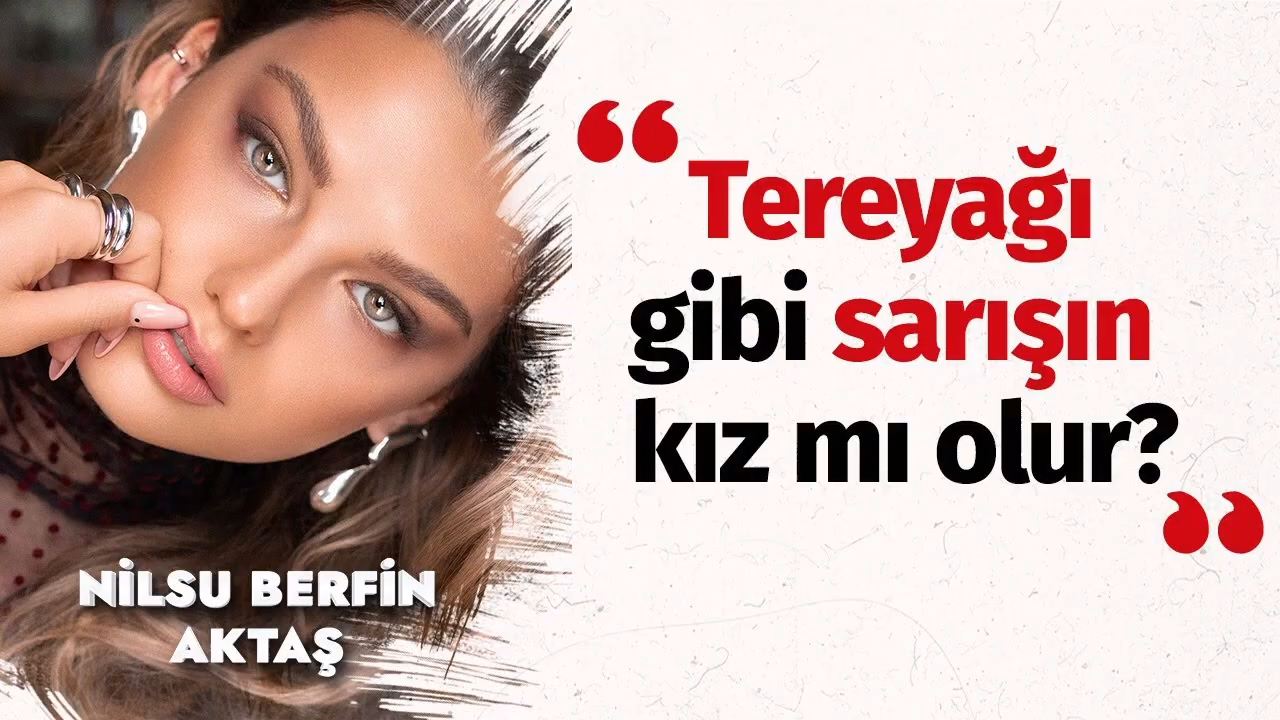 NİLSU BERFİN
AKTAŞ
“Tereyağı
gibi sarışın
kız mı olur?”